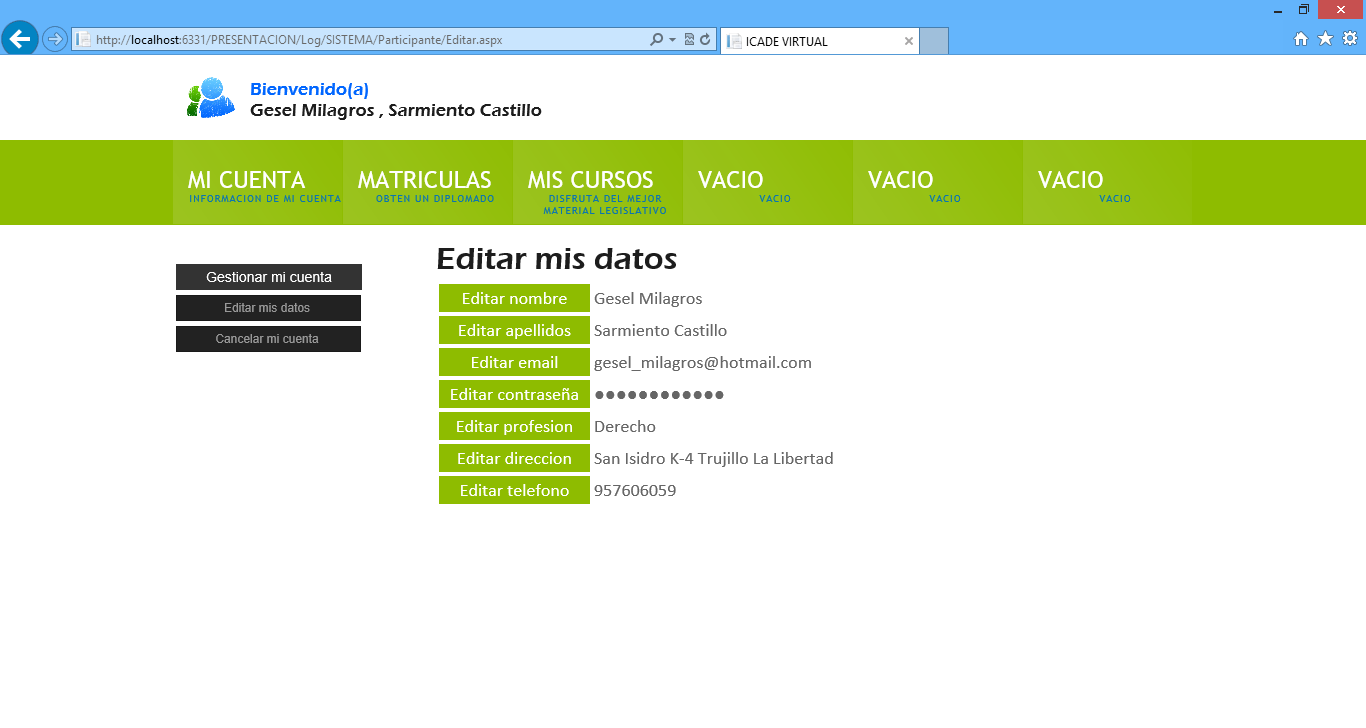 http://localhost:6331/PRESENTACION/Log/SISTEMA/Participante/Editar.aspx
ICADE VIRTUAL
Bienvenido(a)
Gesel Milagros , Sarmiento Castillo
MI CUENTA
INFORMACION DE MI CUENTA
MATRICULAS
OBTEN UN DIPLOMADO
MIS CURSOS
DISFRUTA DEL MEJOR
MATERIAL LEGISLATIVO
VACIO
VACIO
VACIO
VACIO
VACIO
VACIO
Gestionar mi cuenta
Editar mis datos
Cancelar mi cuenta
Editar mis datos
Editar nombre Gesel Milagros
Editar apellidos Sarmiento Castillo
Editar email gesel_milagros@hotmail.com
Editar contraseña ●●●●●●●●●●●●
Editar profesion Derecho
Editar direccion San Isidro K-4 Trujillo La Libertad
Editar telefono 957606059